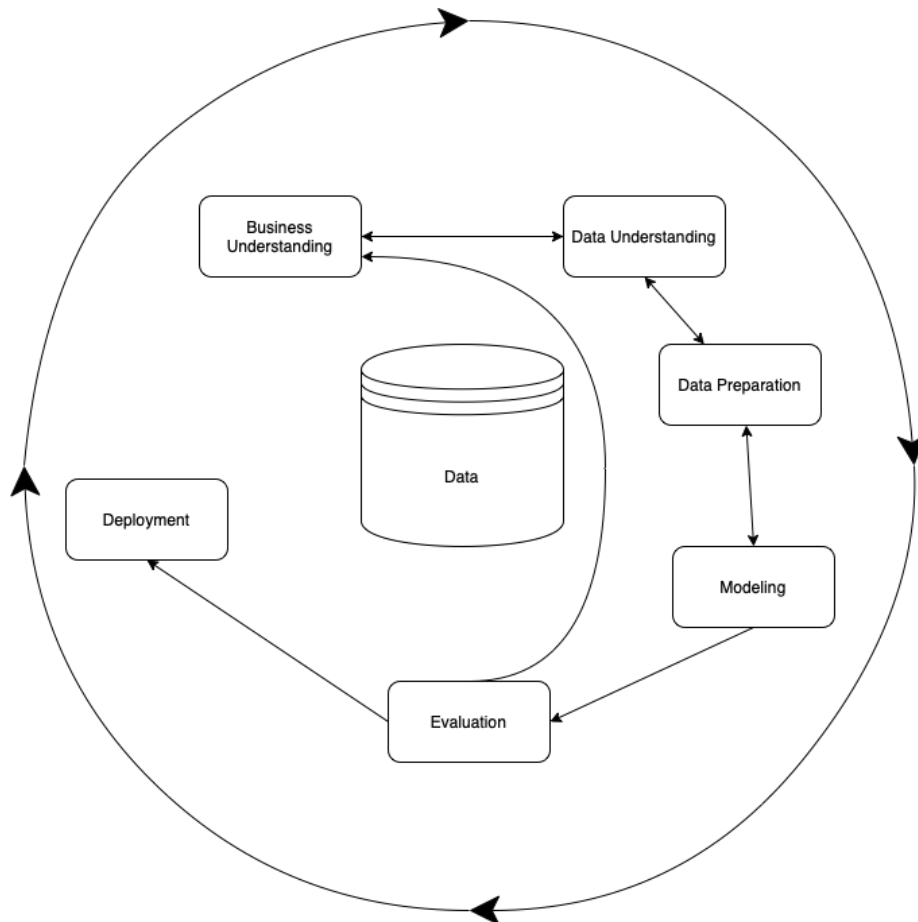 Business
Understanding
Data Understanding
Data Preparation
Data
Deployment
Modeling
Evaluation